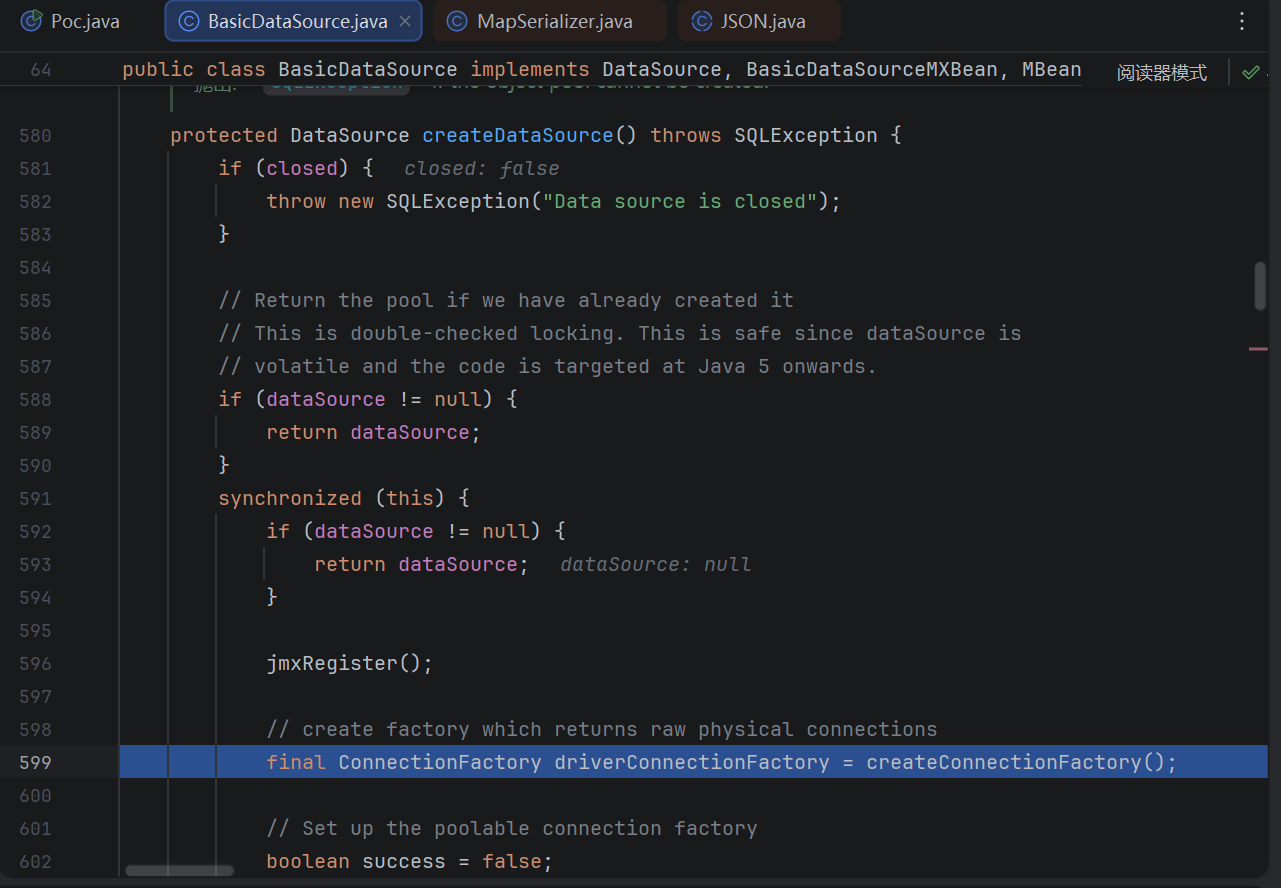 Poc.java BasicDataSource.java MapSerializer.java JSON.java
64 public class BasicDataSource implements DataSource, BasicDataSourceMXBean, MBean 阅读器模式
580 protected DataSource createDataSource() throws SQLException {
581 if (closed) { closed: false
582 throw new SQLException("Data source is closed");
583 }
584
585 // Return the pool if we have already created it
586 // This is double-checked locking. This is safe since dataSource is
587 // volatile and the code is targeted at Java 5 onwards.
588 if (dataSource != null) {
589 return dataSource;
590 }
591 synchronized (this) {
592 if (dataSource != null) {
593 return dataSource; dataSource: null
594 }
595
596 jmxRegister();
597
598 // create factory which returns raw physical connections
599 final ConnectionFactory driverConnectionFactory = createConnectionFactory();
600
601 // Set up the poolable connection factory
602 boolean success = false;